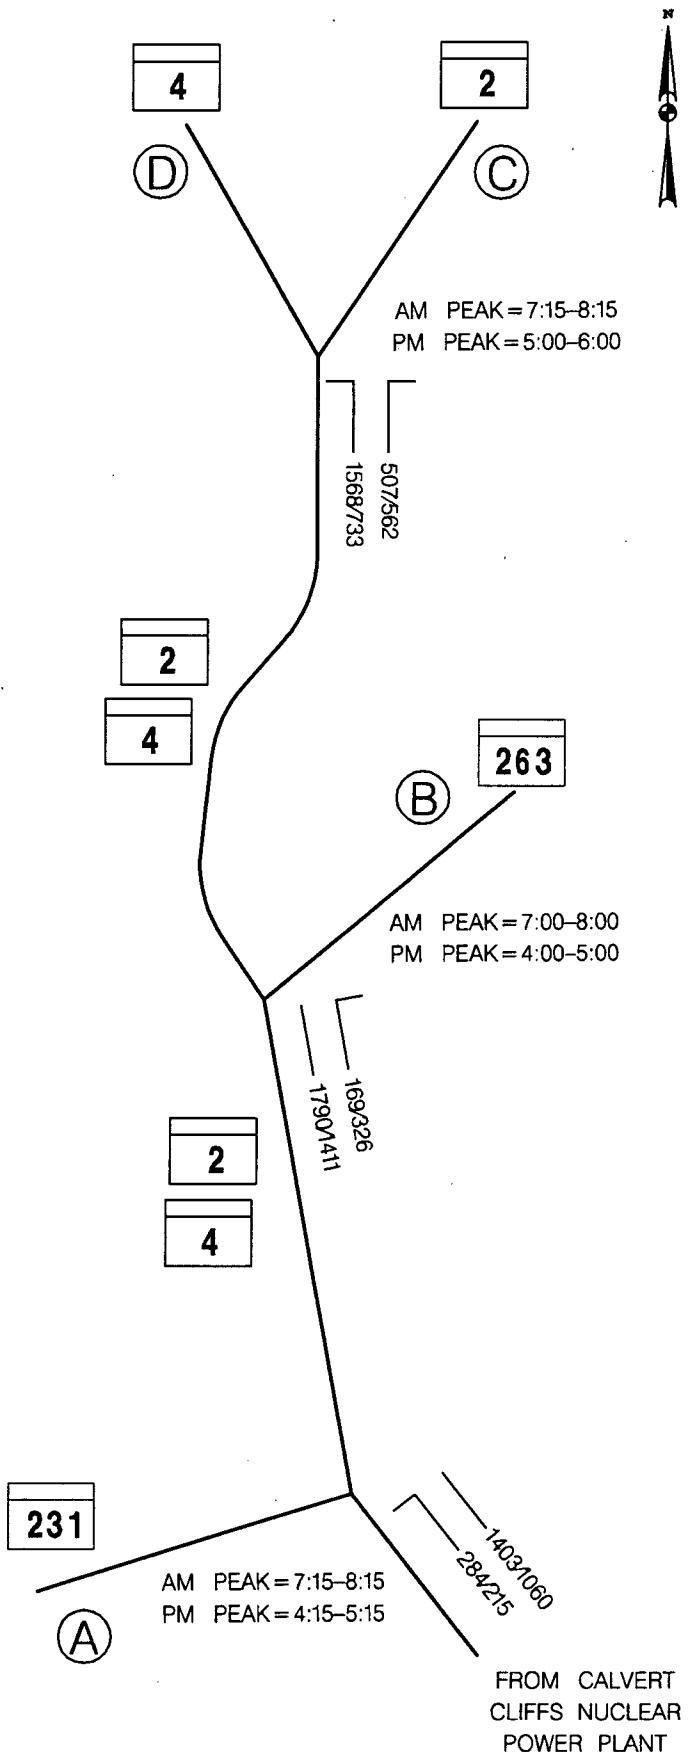 N
4
2
D
C
AM PEAK=7:15–8:15
PM PEAK=5:00–6:00
1568/733
507/562
2
4
263
B
AM PEAK=7:00–8:00
PM PEAK=4:00–5:00
169/326
1790/1411
2
4
231
1403/1060
284/215
AM PEAK=7:15–8:15
PM PEAK=4:15–5:15
A
FROM CALVERT
CLIFFS NUCLEAR
POWER PLANT